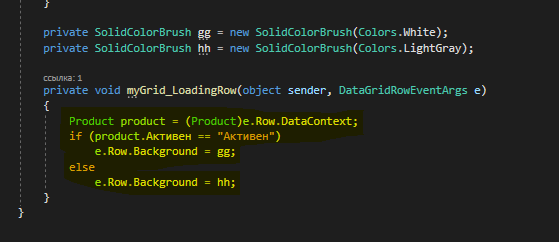 }
private SolidColorBrush gg = new SolidColorBrush(Colors.White);
private SolidColorBrush hh = new SolidColorBrush(Colors.LightGray);
ссылка: 1
private void myGrid_LoadingRow(object sender, DataGridRowEventArgs e)
{
Product product = (Product)e.Row.DataContext;
if (product.Активен == "Активен")
e.Row.Background = gg;
else
e.Row.Background = hh;
}
}